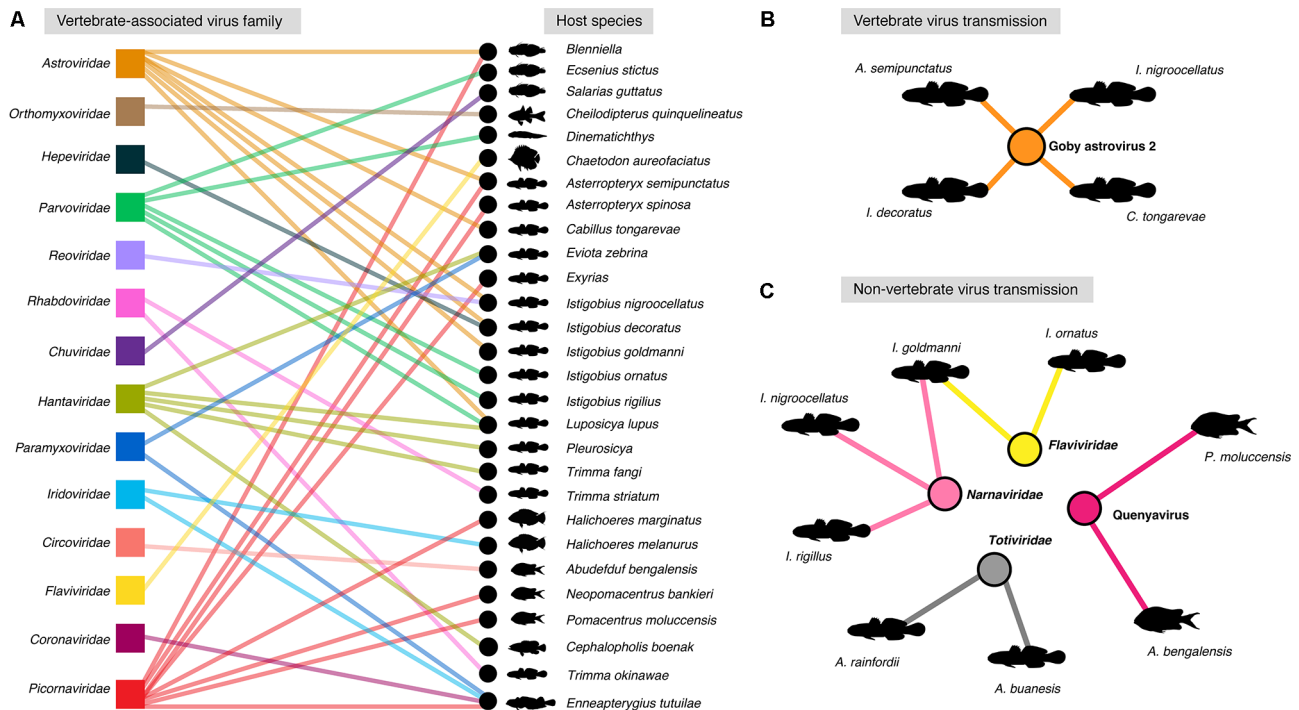 A
Vertebrate-associated virus family
Host species
Astroviridae
Orthomyxoviridae
Hepeviridae
Parvoviridae
Reoviridae
Rhabdoviridae
Chuviridae
Hantaviridae
Paramyxoviridae
Iridoviridae
Circoviridae
Flaviviridae
Coronaviridae
Picornaviridae
Blenniella
Ecsenius stictus
Salarias guttatus
Cheilodipterus quinquelineatus
Dinematichthys
Chaetodon aureofaciatus
Asterropteryx semipunctatus
Asterropteryx spinosa
Cabillus tongarevae
Eviota zebrina
Exyrias
Istigobius nigroocellatus
Istigobius decoratus
Istigobius goldmanni
Istigobius ornatus
Istigobius rigilius
Luposicya lupus
Pleurosicya
Trimma fangi
Trimma striatum
Halichoeres marginatus
Halichoeres melanurus
Abudefduf bengalensis
Neopomacentrus bankieri
Pomacentrus moluccensis
Cephalopholis boenak
Trimma okinawae
Enneapterygius tutuilae
B
Vertebrate virus transmission
A. semipunctatus
I. nigroocellatus
Goby astrovirus 2
I. decoratus
C. tongarevae
C
Non-vertebrate virus transmission
I. goldmanni
I. ornatus
I. nigroocellatus
Flaviviridae
P. moluccensis
Narnaviridae
Quenyavirus
I. rigillus
Totiviridae
A. rainfordii
A. buanesis
A. bengalensis